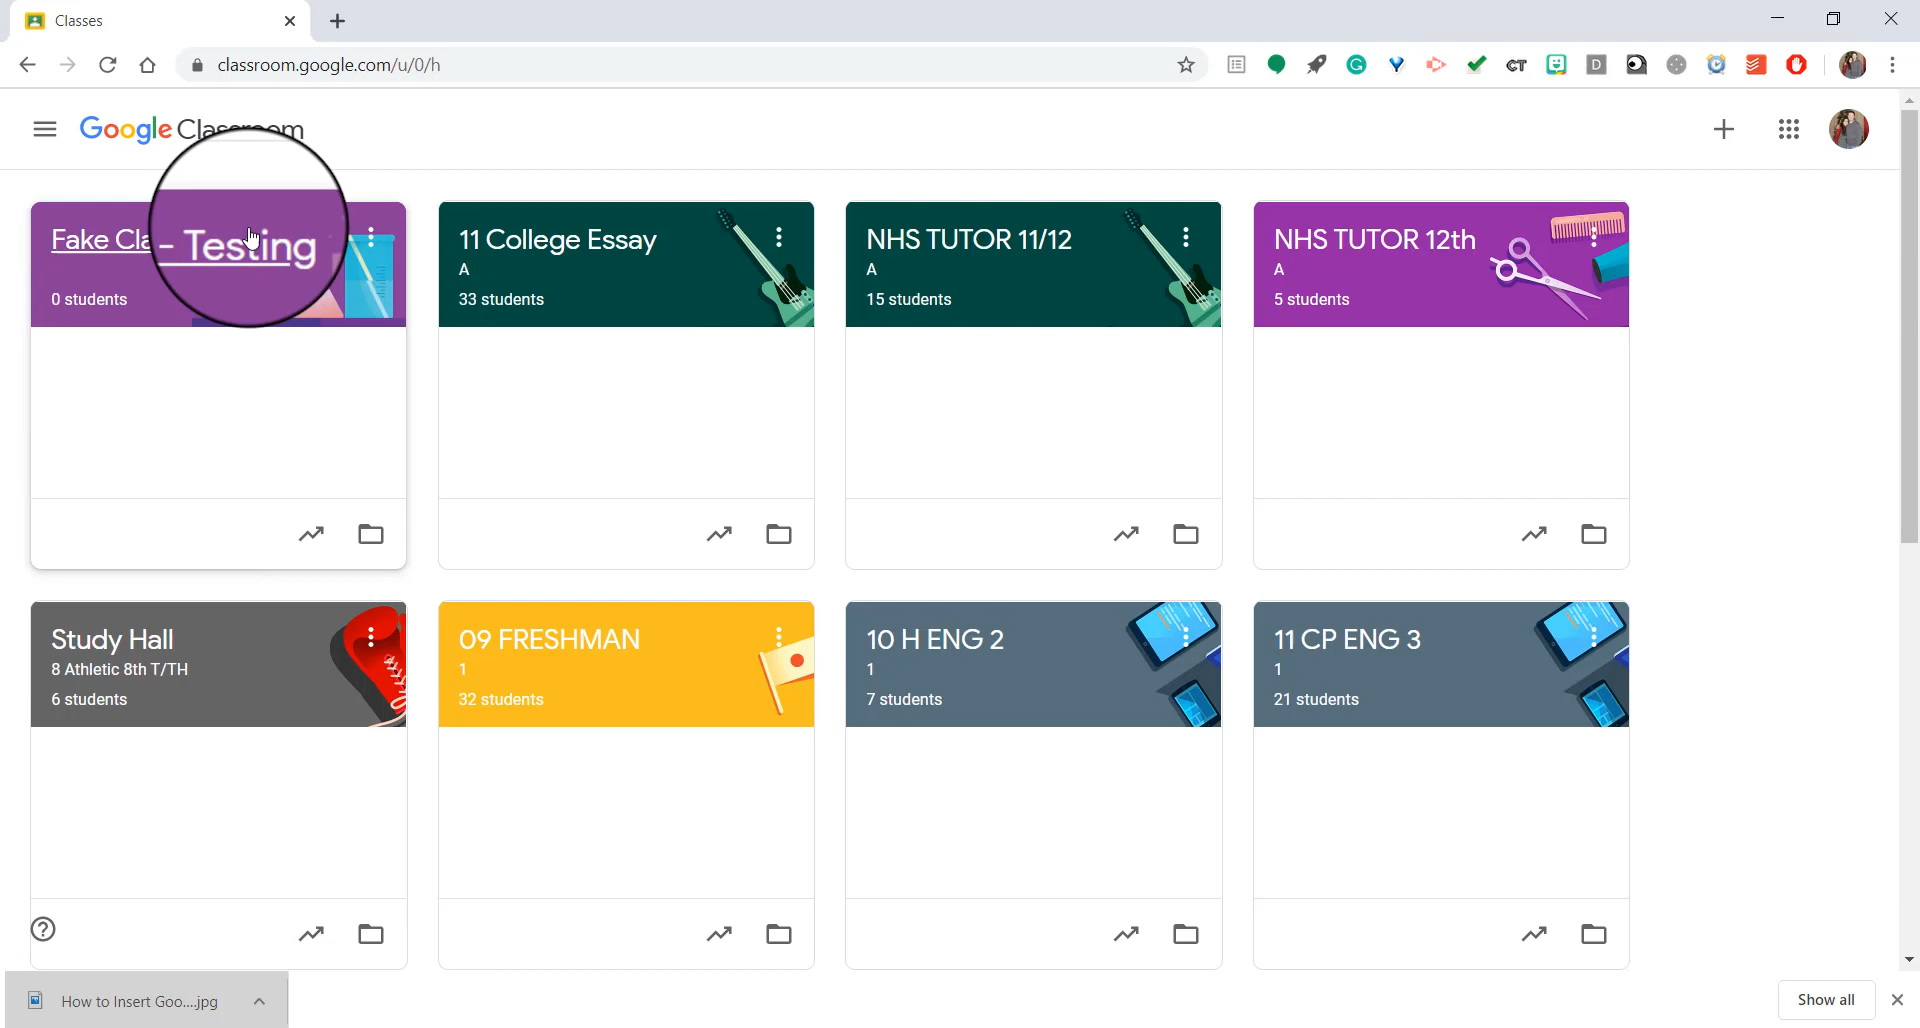 Classes
classroom.google.com/u/0/h
CT
D
Google Classroom
Fake Cla - Testing
0 students
11 College Essay
A
33 students
NHS TUTOR 11/12
A
15 students
NHS TUTOR 12th
A
5 students
Study Hall
8 Athletic 8th T/TH
6 students
09 FRESHMAN
1
32 students
10 H ENG 2
1
7 students
11 CP ENG 3
1
21 students
How to Insert Goo....jpg
Show all